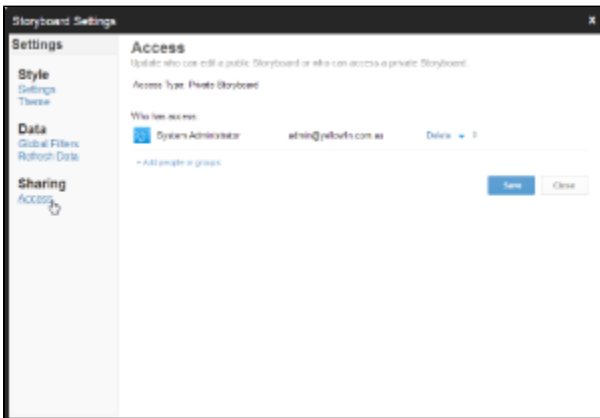 Storyboard Settings x
Settings
Style
Settings
Theme
Data
Global Filters
Refresh Data
Sharing
Access
Access
Update who can edit a public Storyboard or who can access a private Storyboard.
Access Type: Private Storyboard
Who has access
System Administrator admin@yellowfin.com.au Delete
+ Add people or groups
Save Close